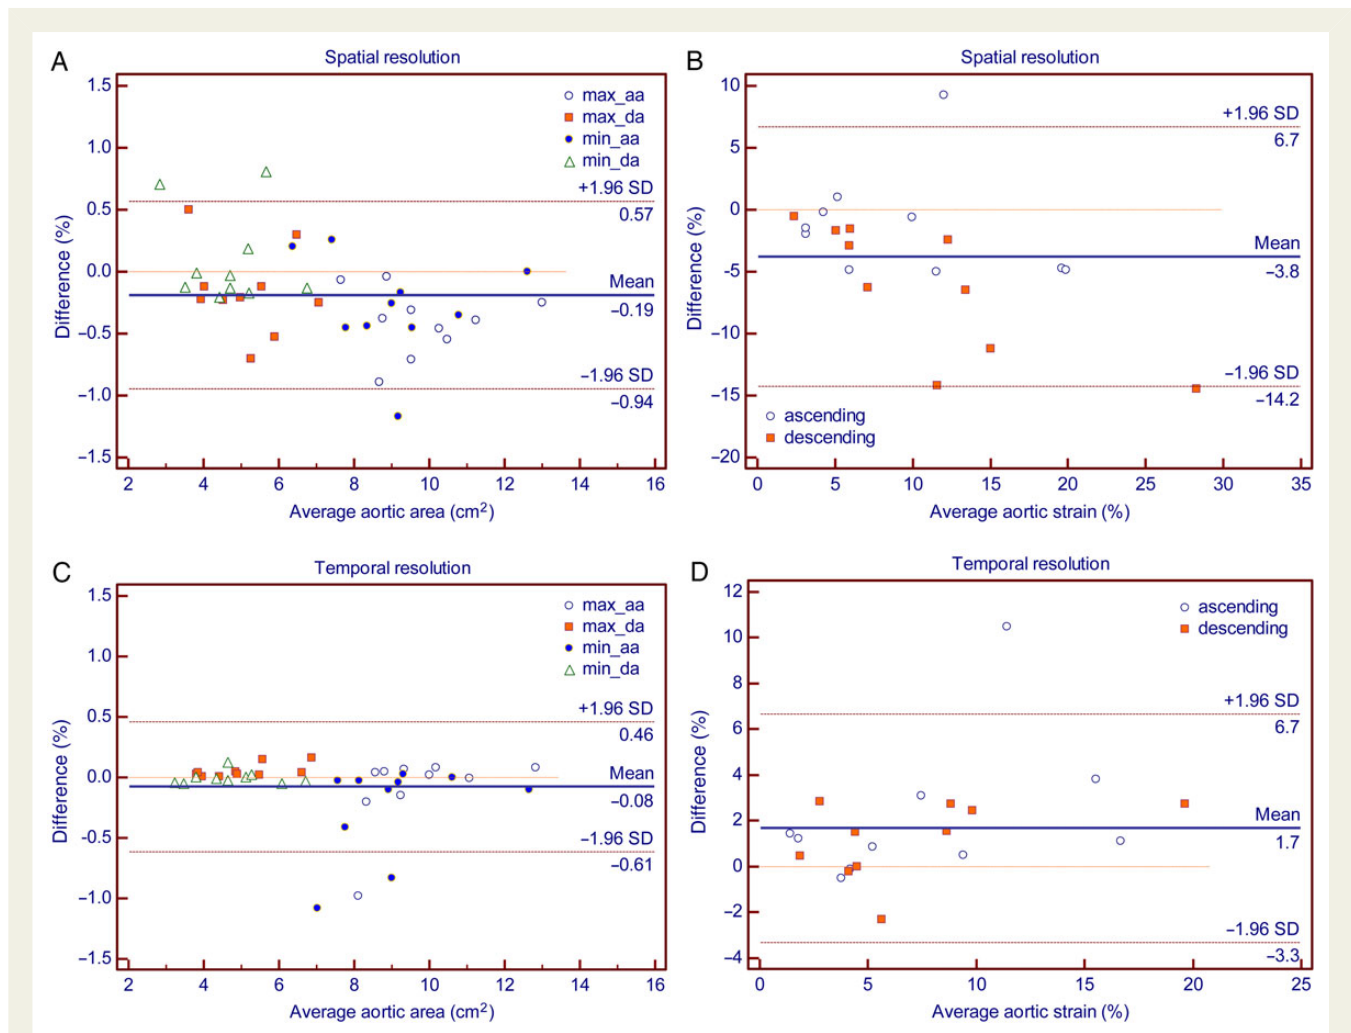 A
Spatial resolution
1.5
1.0
0.5
0.0
–0.5
–1.0
–1.5
Difference (%)
max_aa
max_da
min_aa
min_da
+1.96 SD
0.57
Mean
–0.19
–1.96 SD
–0.94
2 4 6 8 10 12 14 16
Average aortic area (cm²)
B
Spatial resolution
10
5
0
–5
–10
–15
–20
Difference (%)
+1.96 SD
6.7
Mean
–3.8
–1.96 SD
–14.2
ascending
descending
0 5 10 15 20 25 30 35
Average aortic strain (%)
C
Temporal resolution
1.5
1.0
0.5
0.0
–0.5
–1.0
–1.5
Difference (%)
max_aa
max_da
min_aa
min_da
+1.96 SD
0.46
Mean
–0.08
–1.96 SD
–0.61
2 4 6 8 10 12 14 16
Average aortic area (cm²)
D
Temporal resolution
12
10
8
6
4
2
0
–2
–4
Difference (%)
ascending
descending
+1.96 SD
6.7
Mean
1.7
–1.96 SD
–3.3
0 5 10 15 20 25
Average aortic strain (%)